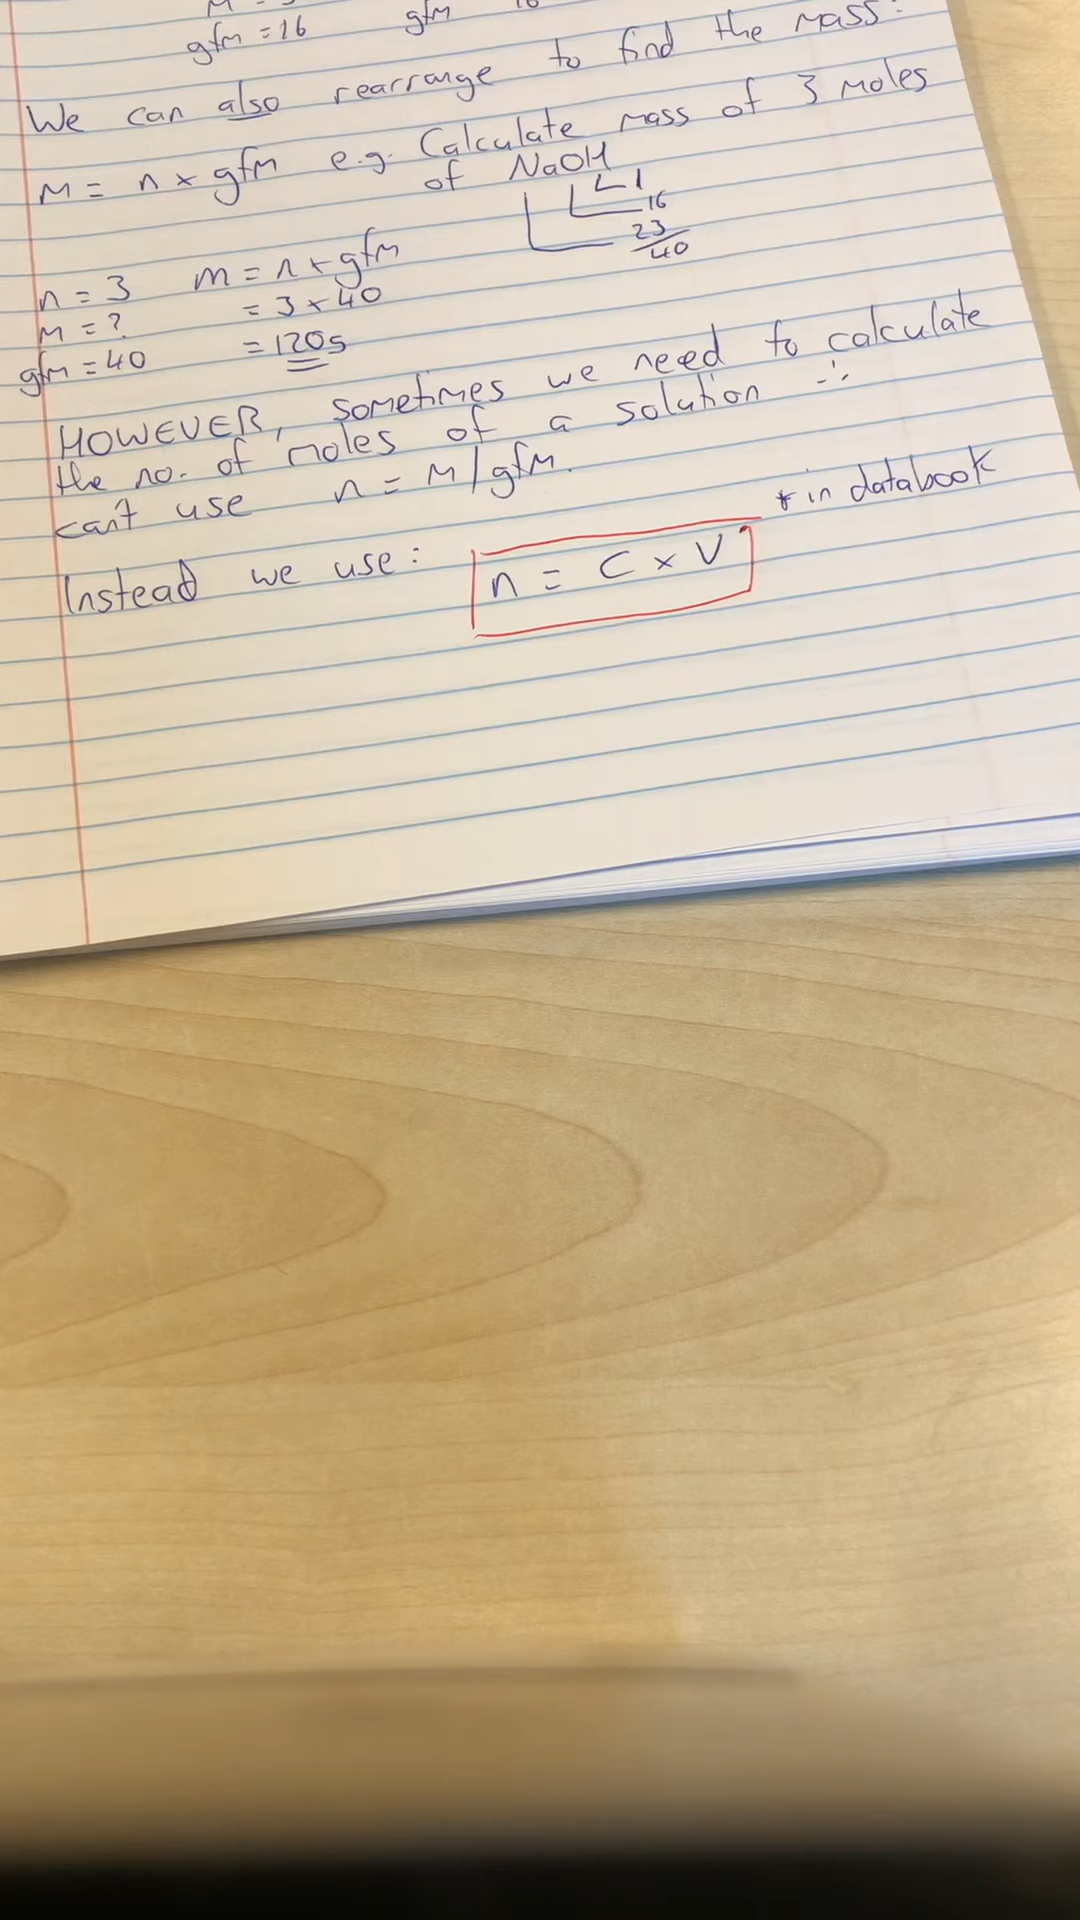 gfm = 16 gfm 16
We can also rearrange to find the mass:
m = n x gfm e.g. Calculate mass of 3 moles
of NaOH
1
16
23
40
n = 3 m = n x gfm
m = ? = 3 x 40
gfm = 40 = 120g
HOWEVER, sometimes we need to calculate
the no. of moles of a solution ∴
can't use n = m/gfm.
* in databook
Instead we use: n = C x V